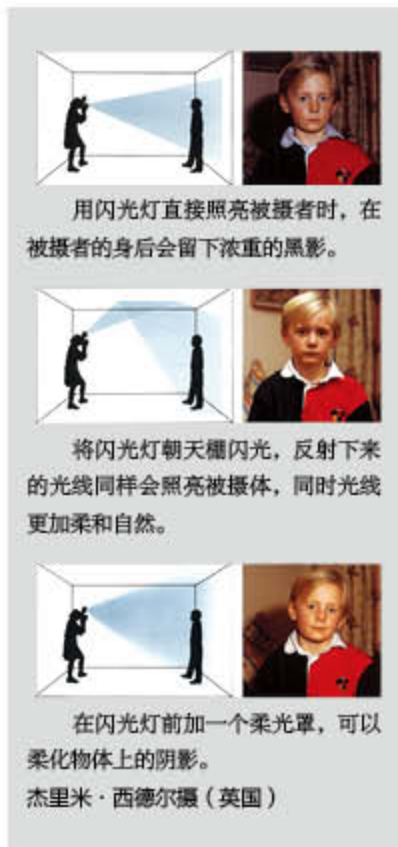 用闪光灯直接照亮被摄者时，在
被摄者的身后会留下浓重的黑影。
将闪光灯朝天棚闪光，反射下来
的光线同样会照亮被摄体，同时光线
更加柔和自然。
在闪光灯前加一个柔光罩，可以
柔化物体上的阴影。
杰里米·西德尔摄（英国）